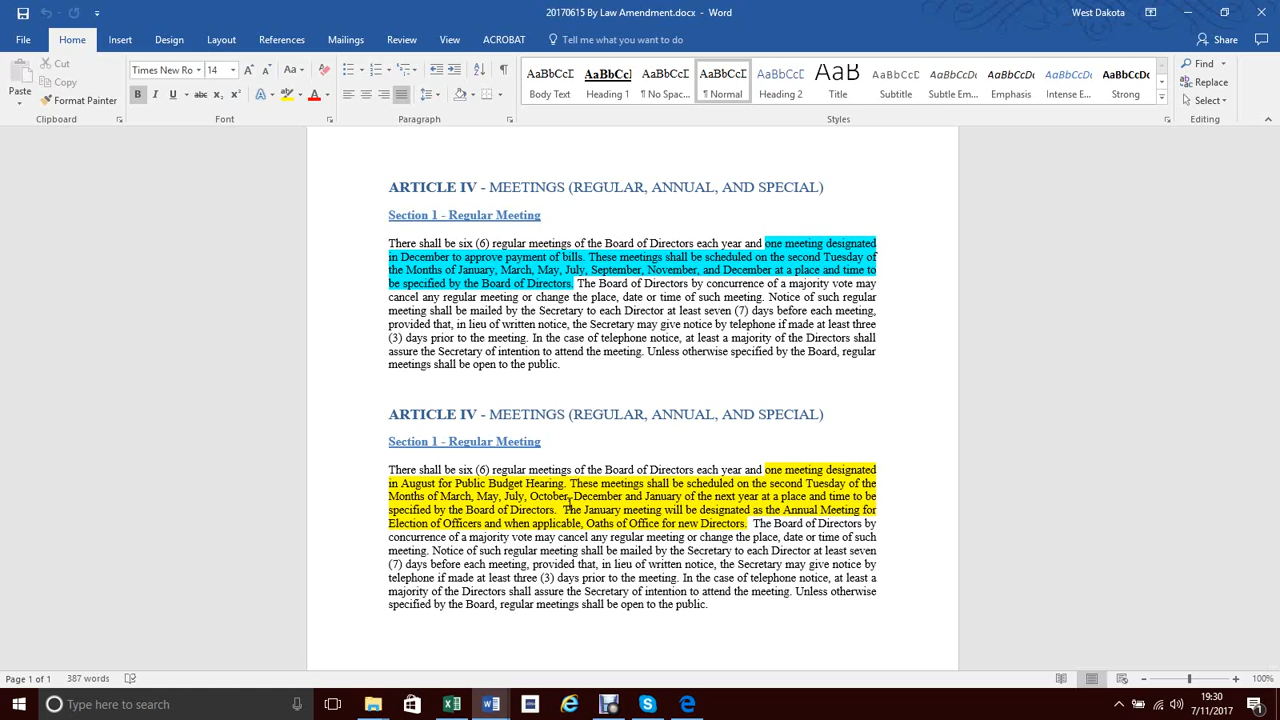 20170615 By Law Amendment.docx - Word
West Dakota
File Home Insert Design Layout References Mailings Review View ACROBAT Tell me what you want to do Share
Paste
Cut
Copy
Format Painter
Clipboard
Times New Ro 14
B I U abc x₂ x²
Font
Paragraph
AaBbCcD AaBbCcI AaBbCcD AaBbCcD AaBbCcD AaB AaBbCcD AaBbCcDc AaBbCcDc AaBbCcDc AaBbCcDc
Body Text Heading 1 ¶ No Spac... ¶ Normal Heading 2 Title Subtitle Subtle Em... Emphasis Intense E... Strong
Styles
Find
Replace
Select
Editing
ARTICLE IV - MEETINGS (REGULAR, ANNUAL, AND SPECIAL)
Section 1 - Regular Meeting
There shall be six (6) regular meetings of the Board of Directors each year and one meeting designated
in December to approve payment of bills. These meetings shall be scheduled on the second Tuesday of
the Months of January, March, May, July, September, November, and December at a place and time to
be specified by the Board of Directors. The Board of Directors by concurrence of a majority vote may
cancel any regular meeting or change the place, date or time of such meeting. Notice of such regular
meeting shall be mailed by the Secretary to each Director at least seven (7) days before each meeting,
provided that, in lieu of written notice, the Secretary may give notice by telephone if made at least three
(3) days prior to the meeting. In the case of telephone notice, at least a majority of the Directors shall
assure the Secretary of intention to attend the meeting. Unless otherwise specified by the Board, regular
meetings shall be open to the public.
ARTICLE IV - MEETINGS (REGULAR, ANNUAL, AND SPECIAL)
Section 1 - Regular Meeting
There shall be six (6) regular meetings of the Board of Directors each year and one meeting designated
in August for Public Budget Hearing. These meetings shall be scheduled on the second Tuesday of the
Months of March, May, July, October, December and January of the next year at a place and time to be
specified by the Board of Directors. The January meeting will be designated as the Annual Meeting for
Election of Officers and when applicable, Oaths of Office for new Directors. The Board of Directors by
concurrence of a majority vote may cancel any regular meeting or change the place, date or time of such
meeting. Notice of such regular meeting shall be mailed by the Secretary to each Director at least seven
(7) days before each meeting, provided that, in lieu of written notice, the Secretary may give notice by
telephone if made at least three (3) days prior to the meeting. In the case of telephone notice, at least a
majority of the Directors shall assure the Secretary of intention to attend the meeting. Unless otherwise
specified by the Board, regular meetings shall be open to the public.
Page 1 of 1 387 words
100%
Type here to search
19:30
7/11/2017